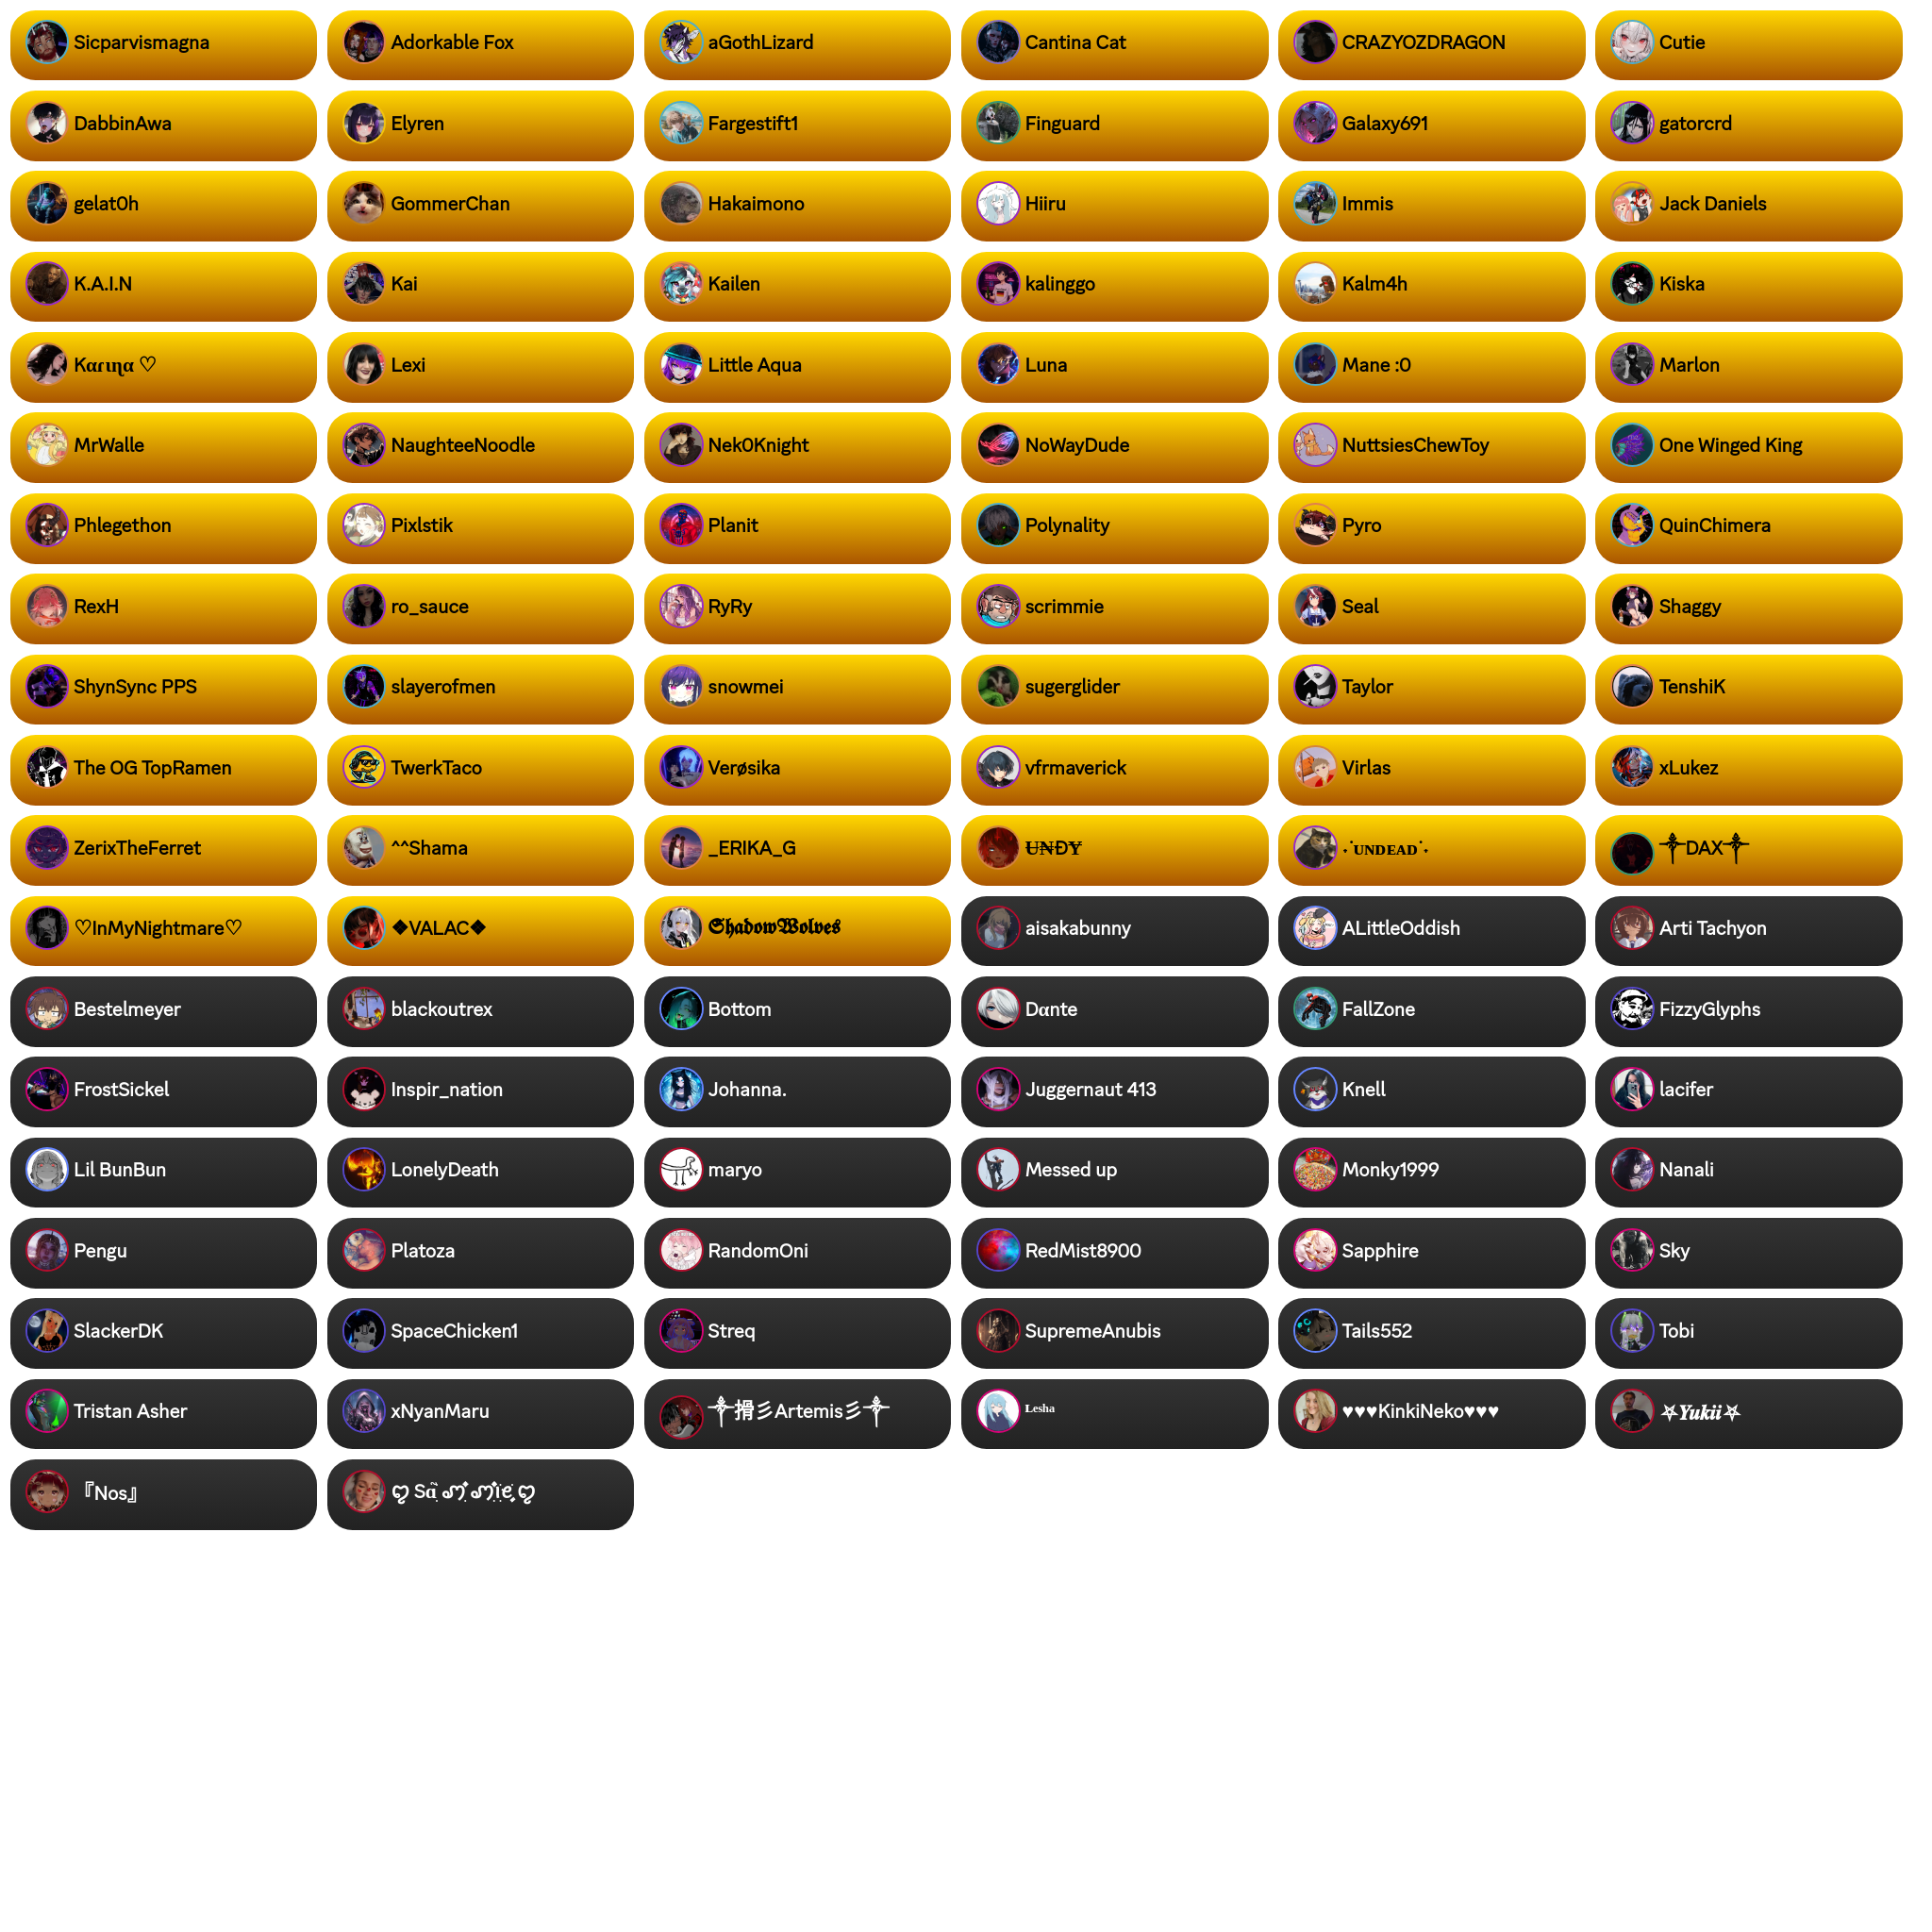 Sicparvismagna
Adorkable Fox
aGothLizard
Cantina Cat
CRAZYOZDRAGON
Cutie
DabbinAwa
Elyren
Fargestift1
Finguard
Galaxy691
gatorcrd
gelat0h
GommerChan
Hakaimono
Hiiru
Immis
Jack Daniels
K.A.I.N
Kai
Kailen
kalinggo
Kalm4h
Kiska
Kαɾιɳα ♡
Lexi
Little Aqua
Luna
Mane :0
Marlon
MrWalle
NaughteeNoodle
Nek0Knight
NoWayDude
NuttsiesChewToy
One Winged King
Phlegethon
Pixlstik
Planit
Polynality
Pyro
QuinChimera
RexH
ro_sauce
RyRy
scrimmie
Seal
Shaggy
ShynSync PPS
slayerofmen
snowmei
sugerglider
Taylor
TenshiK
The OG TopRamen
TwerkTaco
Verøsika
vfrmaverick
Virlas
xLukez
ZerixTheFerret
^^Shama
_ERIKA_G
Ʉ₦ĐɎ
˖˙ᴜɴᴅᴇᴀᴅ˙˖
༒DAX༒
♡InMyNightmare♡
❖VALAC❖
𝕾𝖍𝖆𝖉𝖔𝖜𝖂𝖔𝖑𝖛𝖊𝖘
aisakabunny
ALittleOddish
Arti Tachyon
Bestelmeyer
blackoutrex
Bottom
Dαnte
FallZone
FizzyGlyphs
FrostSickel
Inspir_nation
Johanna.
Juggernaut 413
Knell
lacifer
Lil BunBun
LonelyDeath
maryo
Messed up
Monky1999
Nanali
Pengu
Platoza
RandomOni
RedMist8900
Sapphire
Sky
SlackerDK
SpaceChicken1
Streq
SupremeAnubis
Tails552
Tobi
Tristan Asher
xNyanMaru
༒搰彡Artemis彡༒
ᴸᵉˢʰᵃ
♥♥♥KinkiNeko♥♥♥
⛧𝒀𝒖𝒌𝒊𝒊⛧
『Nos』